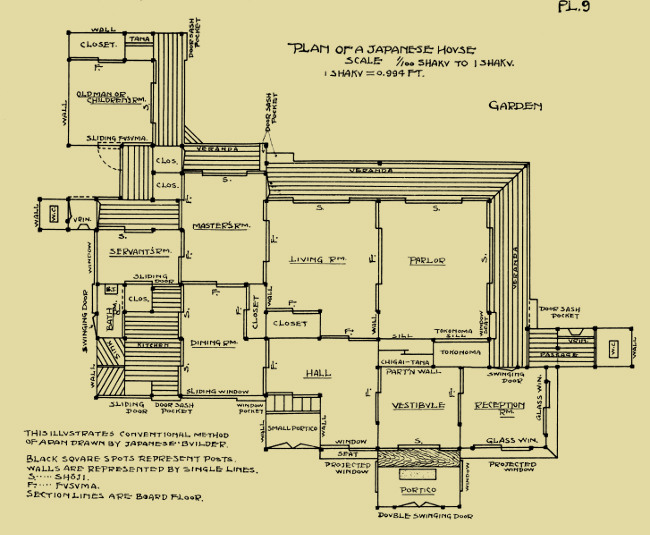 PL.9
PLAN OF A JAPANESE HOUSE
SCALE 1/100 SHAKU TO 1 SHAKU.
1 SHAKU = 0.994 FT.
GARDEN
WALL
CLOSET.
TANA
DOOR SASH POCKET
F.
OLD MAN OR
CHILDREN'S RM.
WALL
S.
SLIDING FUSUMA.
DOOR SASH
POCKET
VERANDA
S.
CLOS.
CLOS.
VERANDA
WALL
W.C.
URIN.
S.
F.
MASTER'S RM.
F.
S.
S.
LIVING RM.
F.
PARLOR
S.
VERANDA
WINDOW
SERVANT'S RM.
F.
SLIDING
DOOR
B.T.
BATH RM.
CLOS.
SWINGING DOOR
F.
F.
CLOSET
WALL
F.
CLOSET
F.
WALL
SILL
TOKONOMA
SILL
WINDOW SEAT
DOOR SASH
POCKET
SINK
KITCHEN
DINING RM.
WALL
HALL
CHIGAI-TANA
TOKONOMA
PART'N WALL
SWINGING
DOOR
PASSAGE
URIN.
W.C.
WALL
SLIDING
DOOR
DOOR SASH
POCKET
SLIDING WINDOW
WINDOW
POCKET
WALL
SMALL PORTICO
WALL
VESTIBULE
RECEPTION
RM.
GLASS WIN.
S.
GLASS WIN.
WINDOW
SEAT
PROJECTED
WINDOW
PROJECTED
WINDOW
WINDOW
PORTICO
DOUBLE SWINGING DOOR
THIS ILLUSTRATES CONVENTIONAL METHOD
OF A PLAN DRAWN BY JAPANESE BUILDER.
BLACK SQUARE SPOTS REPRESENT POSTS.
WALLS ARE REPRESENTED BY SINGLE LINES.
S..... SHŌJI.
F..... FUSUMA.
SECTION LINES ARE BOARD FLOOR.